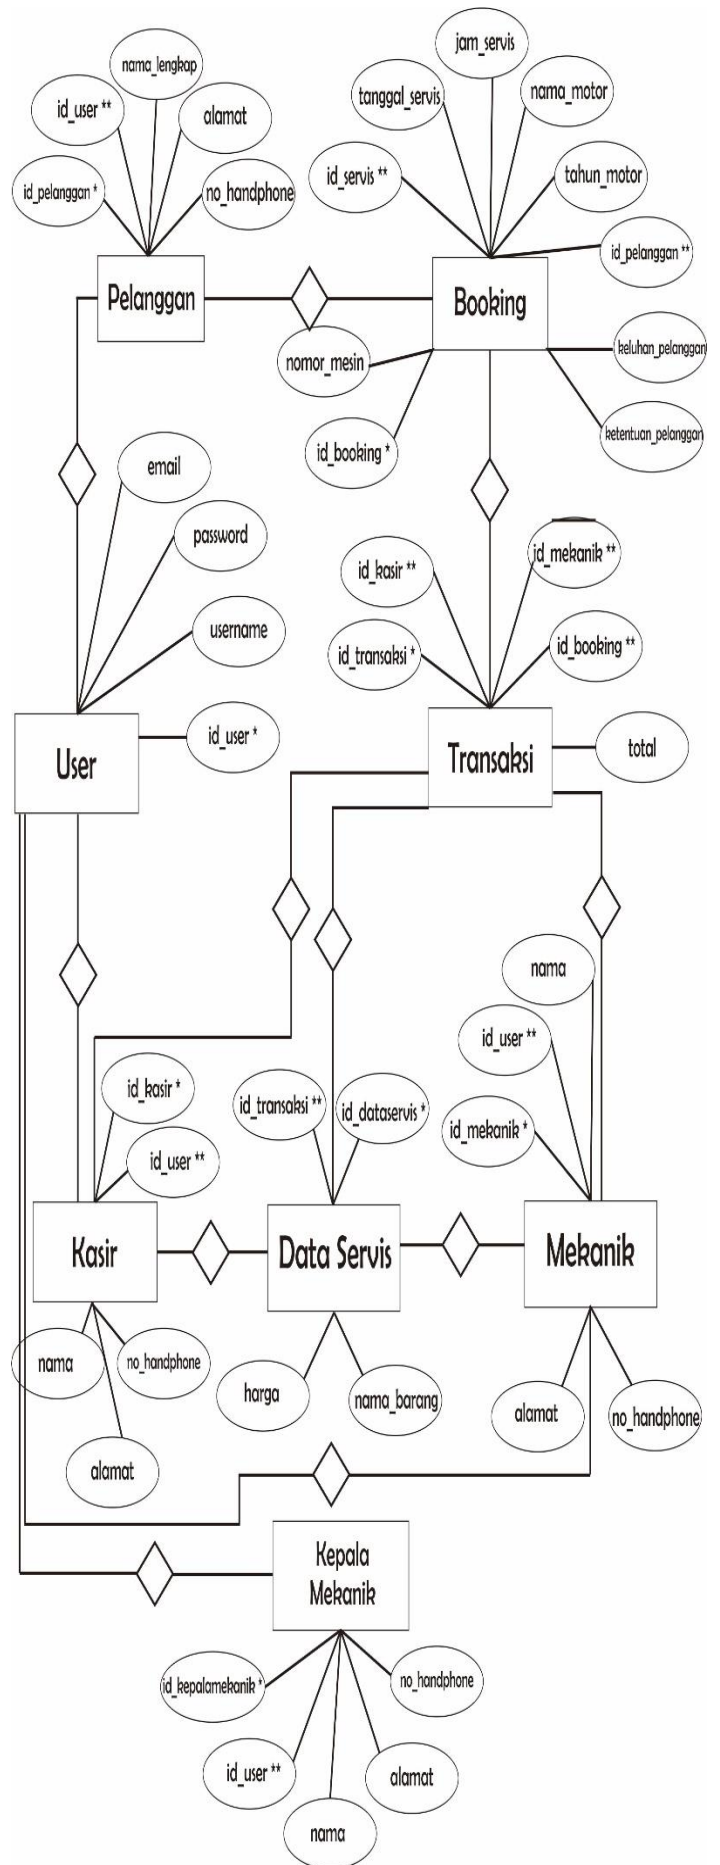 nama_lengkap
id_user **
alamat
id_pelanggan *
no_handphone
Pelanggan
jam_servis
tanggal_servis
nama_motor
id_servis **
tahun_motor
id_pelanggan **
Booking
nomor_mesin
keluhan_pelanggan
id_booking *
ketentuan_pelanggan
email
password
username
id_user *
User
id_kasir **
id_mekanik **
id_transaksi *
id_booking **
Transaksi
total
nama
id_user **
id_mekanik *
id_kasir *
id_user **
id_transaksi **
id_dataservis *
Kasir
Data Servis
Mekanik
nama
no_handphone
alamat
harga
nama_barang
alamat
no_handphone
Kepala
Mekanik
id_kepalamekanik *
no_handphone
id_user **
alamat
nama